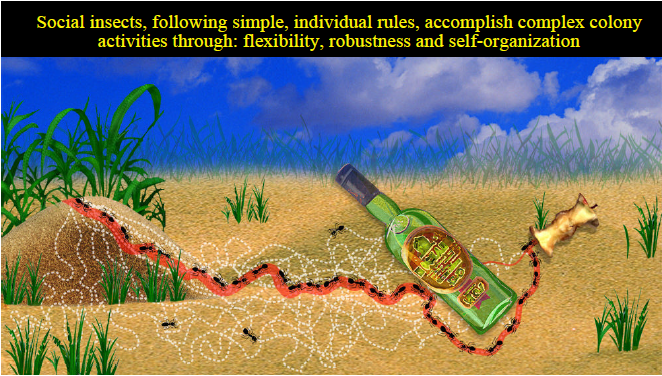 Social insects, following simple, individual rules, accomplish complex colony
activities through: flexibility, robustness and self-organization